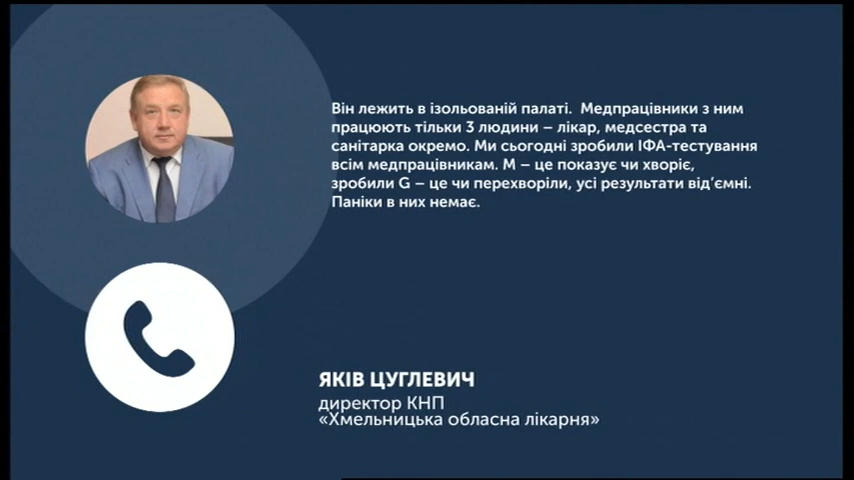 Він лежить в ізольованій палаті. Медпрацівники з ним
працюють тільки 3 людини – лікар, медсестра та
санітарка окремо. Ми сьогодні зробили ІФА-тестування
всім медпрацівникам. М – це показує чи хворіє,
зробили G – це чи перехворіли, усі результати від'ємні.
Паніки в них немає.
ЯКІВ ЦУГЛЕВИЧ
директор КНП
«Хмельницька обласна лікарня»